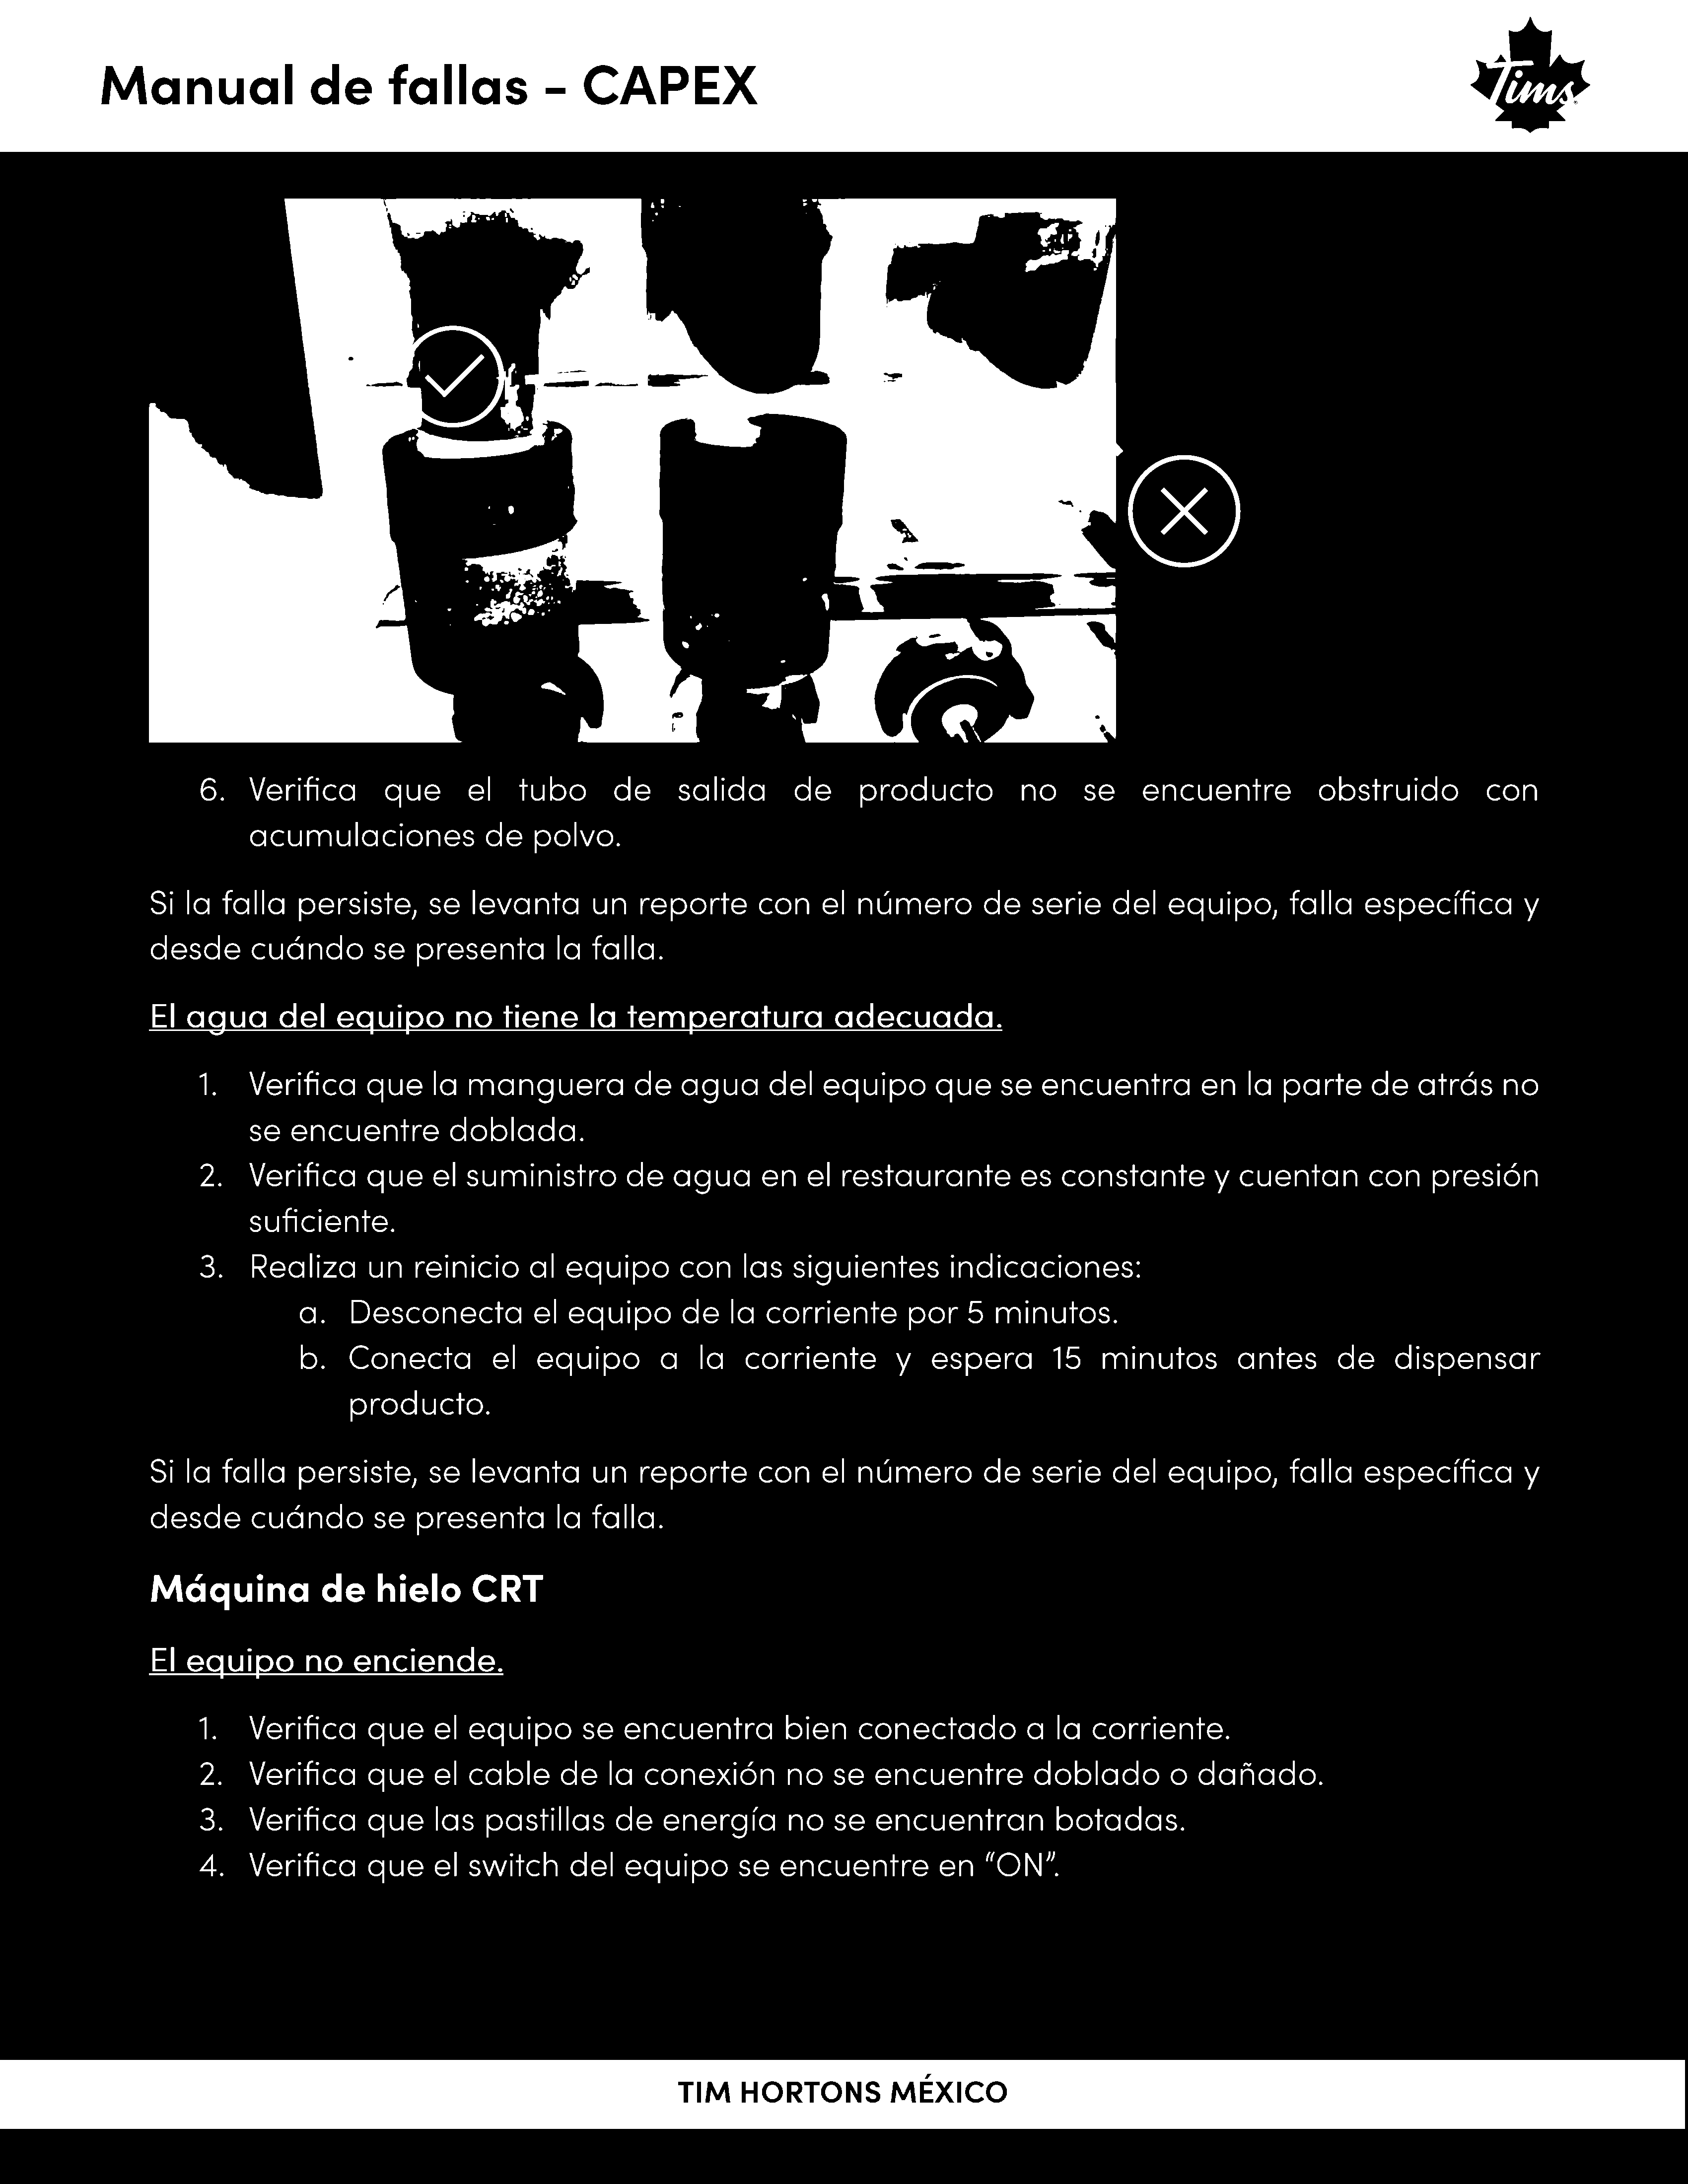 Manual de fallas - CAPEX
Tims
6. Verifica que el tubo de salida de producto no se encuentre obstruido con
acumulaciones de polvo.
Si la falla persiste, se levanta un reporte con el número de serie del equipo, falla específica y
desde cuándo se presenta la falla.
El agua del equipo no tiene la temperatura adecuada.
1. Verifica que la manguera de agua del equipo que se encuentra en la parte de atrás no
se encuentre doblada.
2. Verifica que el suministro de agua en el restaurante es constante y cuentan con presión
suficiente.
3. Realiza un reinicio al equipo con las siguientes indicaciones:
a. Desconecta el equipo de la corriente por 5 minutos.
b. Conecta el equipo a la corriente y espera 15 minutos antes de dispensar
producto.
Si la falla persiste, se levanta un reporte con el número de serie del equipo, falla específica y
desde cuándo se presenta la falla.
Máquina de hielo CRT
El equipo no enciende.
1. Verifica que el equipo se encuentra bien conectado a la corriente.
2. Verifica que el cable de la conexión no se encuentre doblado o dañado.
3. Verifica que las pastillas de energía no se encuentran botadas.
4. Verifica que el switch del equipo se encuentre en “ON”.
TIM HORTONS MÉXICO